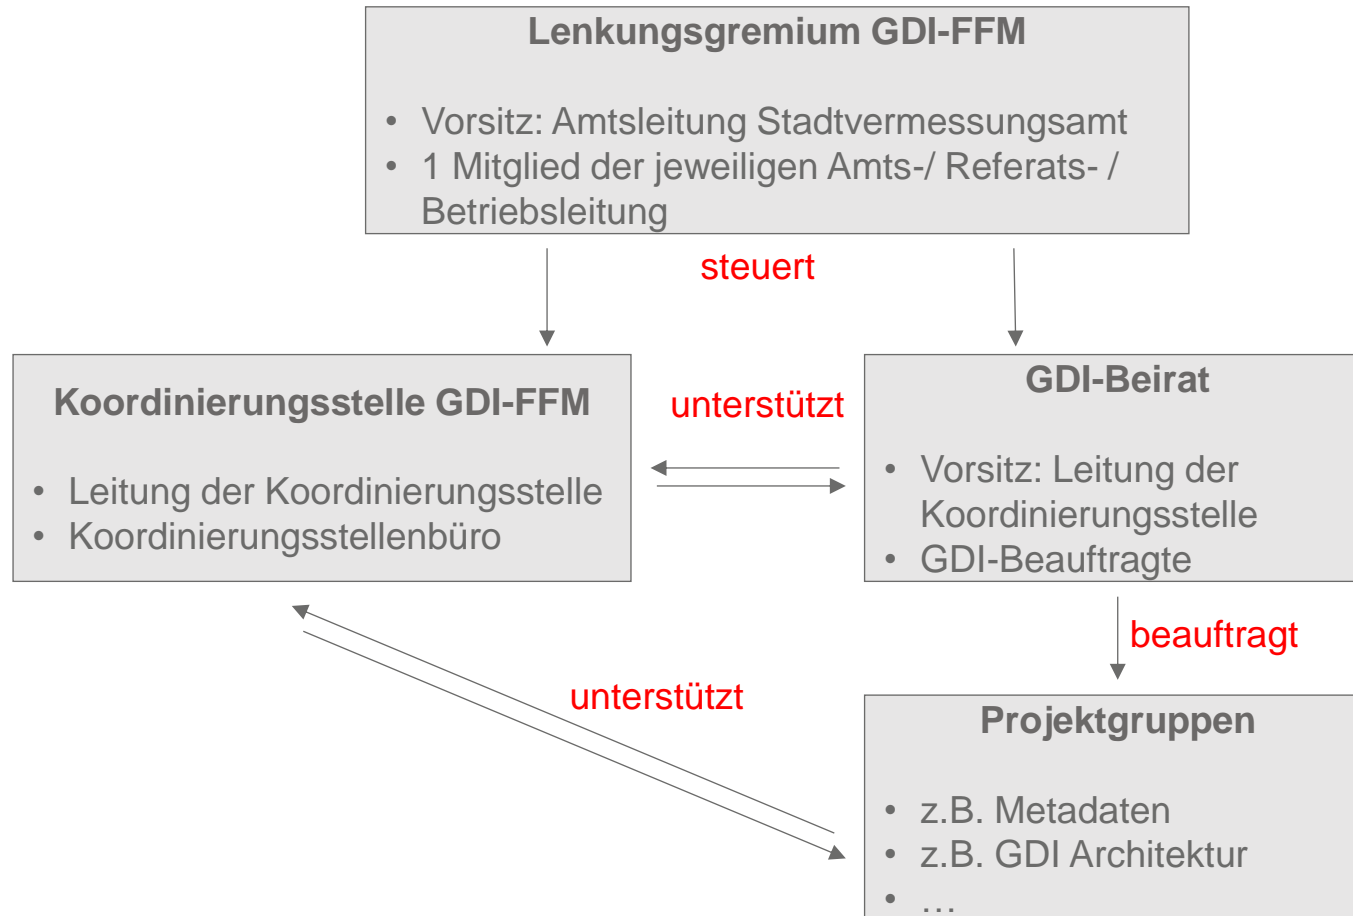 Lenkungsgremium GDI-FFM
• Vorsitz: Amtsleitung Stadtvermessungsamt
• 1 Mitglied der jeweiligen Amts-/ Referats- /
Betriebsleitung
steuert
Koordinierungsstelle GDI-FFM
• Leitung der Koordinierungsstelle
• Koordinierungsstellenbüro
unterstützt
GDI-Beirat
• Vorsitz: Leitung der
Koordinierungsstelle
• GDI-Beauftragte
beauftragt
unterstützt
Projektgruppen
• z.B. Metadaten
• z.B. GDI Architektur
• …